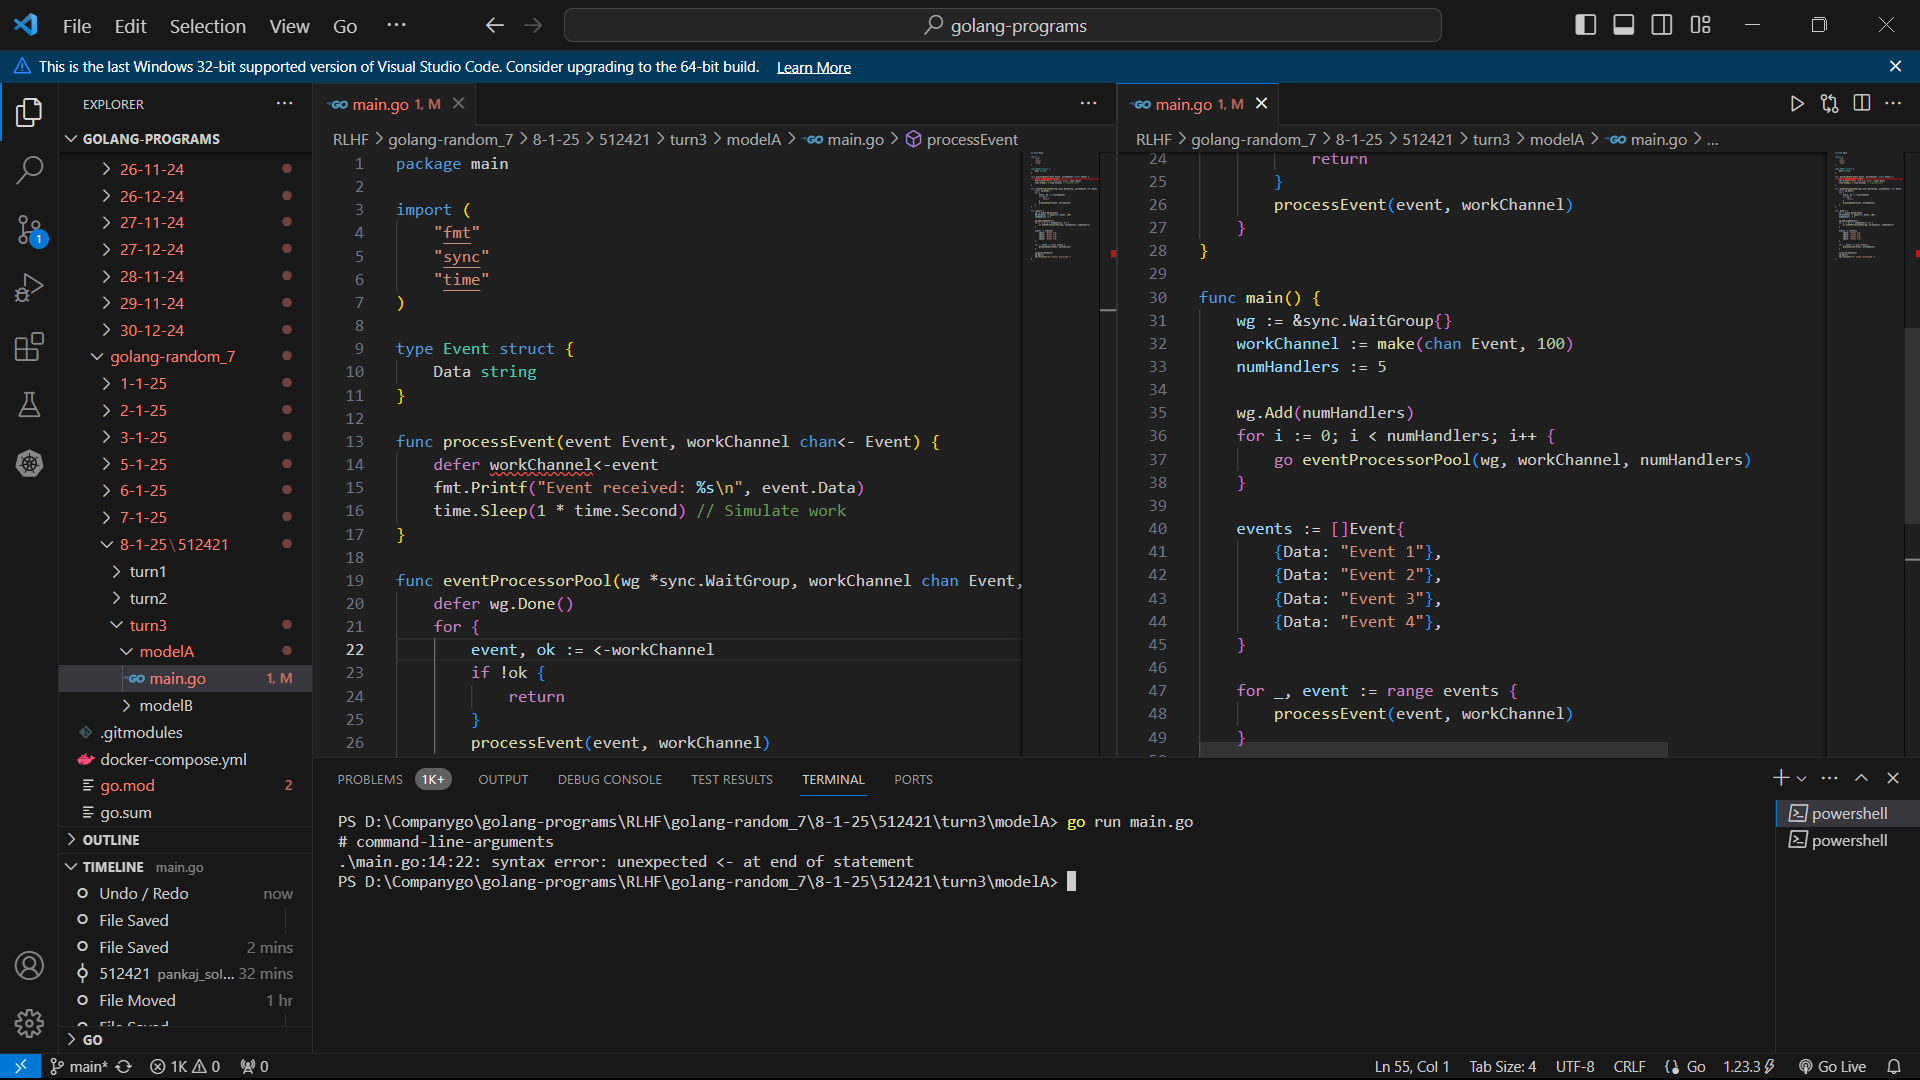 File Edit Selection View Go ··· golang-programs
This is the last Windows 32-bit supported version of Visual Studio Code. Consider upgrading to the 64-bit build. Learn More
EXPLORER
GOLANG-PROGRAMS
26-11-24
26-12-24
27-11-24
27-12-24
28-11-24
29-11-24
30-12-24
golang-random_7
1-1-25
2-1-25
3-1-25
5-1-25
6-1-25
7-1-25
8-1-25\512421
turn1
turn2
turn3
modelA
main.go 1, M
modelB
.gitmodules
docker-compose.yml
go.mod 2
go.sum
OUTLINE
TIMELINE main.go
Undo / Redo now
File Saved
File Saved 2 mins
512421 pankaj_sol... 32 mins
File Moved 1 hr
File Saved
GO
1
main.go 1, M
RLHF > golang-random_7 > 8-1-25 > 512421 > turn3 > modelA > main.go > processEvent
1 package main
2
3 import (
4 "fmt"
5 "sync"
6 "time"
7 )
8
9 type Event struct {
10 Data string
11 }
12
13 func processEvent(event Event, workChannel chan<- Event) {
14 defer workChannel<-event
15 fmt.Printf("Event received: %s\n", event.Data)
16 time.Sleep(1 * time.Second) // Simulate work
17 }
18
19 func eventProcessorPool(wg *sync.WaitGroup, workChannel chan Event,
20 defer wg.Done()
21 for {
22 event, ok := <-workChannel
23 if !ok {
24 return
25 }
26 processEvent(event, workChannel)
main.go 1, M
RLHF > golang-random_7 > 8-1-25 > 512421 > turn3 > modelA > main.go > ...
24 return
25 }
26 processEvent(event, workChannel)
27 }
28 }
29
30 func main() {
31 wg := &sync.WaitGroup{}
32 workChannel := make(chan Event, 100)
33 numHandlers := 5
34
35 wg.Add(numHandlers)
36 for i := 0; i < numHandlers; i++ {
37 go eventProcessorPool(wg, workChannel, numHandlers)
38 }
39
40 events := []Event{
41 {Data: "Event 1"},
42 {Data: "Event 2"},
43 {Data: "Event 3"},
44 {Data: "Event 4"},
45 }
46
47 for _, event := range events {
48 processEvent(event, workChannel)
49 }
PROBLEMS 1K+ OUTPUT DEBUG CONSOLE TEST RESULTS TERMINAL PORTS
PS D:\Companygo\golang-programs\RLHF\golang-random_7\8-1-25\512421\turn3\modelA> go run main.go
# command-line-arguments
.\main.go:14:22: syntax error: unexpected <- at end of statement
PS D:\Companygo\golang-programs\RLHF\golang-random_7\8-1-25\512421\turn3\modelA>
powershell
powershell
main* 1K 0 0 Ln 55, Col 1 Tab Size: 4 UTF-8 CRLF Go 1.23.3 Go Live